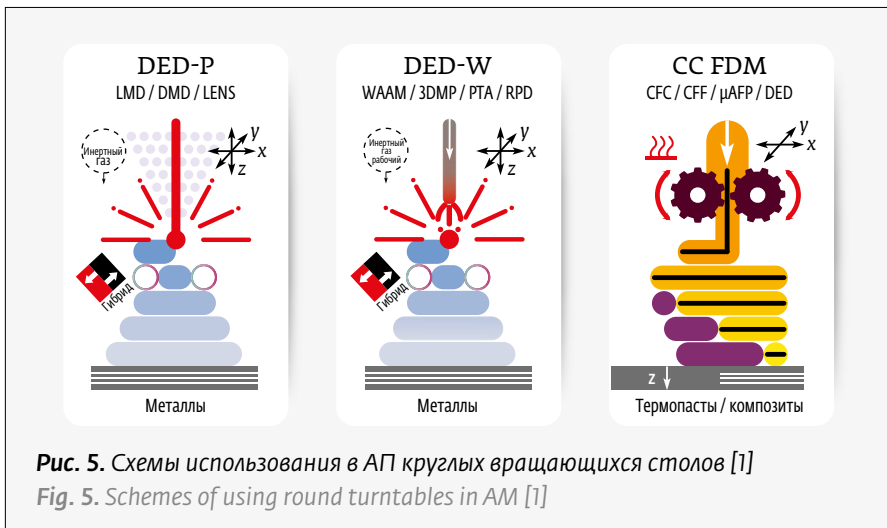 DED-P
LMD / DMD / LENS
Инертный
газ
y
x
z
Гибрид
Металлы
DED-W
WAAM / 3DMP / PTA / RPD
Инертный
газ
рабочий
y
x
z
Гибрид
Металлы
CC FDM
CFC / CFF / µAFP / DED
y
x
z
Термопасты / композиты
Рис. 5. Схемы использования в АП круглых вращающихся столов [1]
Fig. 5. Schemes of using round turntables in AM [1]